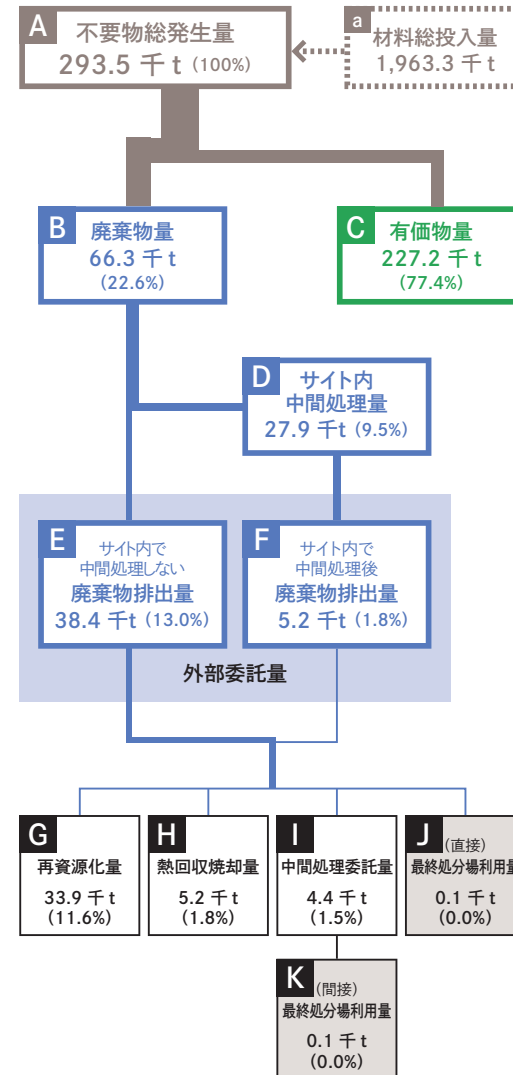 A
不要物総発生量
293.5 千 t (100%)
a
材料総投入量
1,963.3 千 t
B
廃棄物量
66.3 千 t
(22.6%)
C
有価物量
227.2 千 t
(77.4%)
D
サイト内
中間処理量
27.9 千t (9.5%)
E
サイト内で
中間処理しない
廃棄物排出量
38.4 千t (13.0%)
F
サイト内で
中間処理後
廃棄物排出量
5.2 千t (1.8%)
外部委託量
G
再資源化量
33.9 千 t
(11.6%)
H
熱回収焼却量
5.2 千 t
(1.8%)
I
中間処理委託量
4.4 千 t
(1.5%)
J
(直接)
最終処分場利用量
0.1 千 t
(0.0%)
K
(間接)
最終処分場利用量
0.1 千 t
(0.0%)